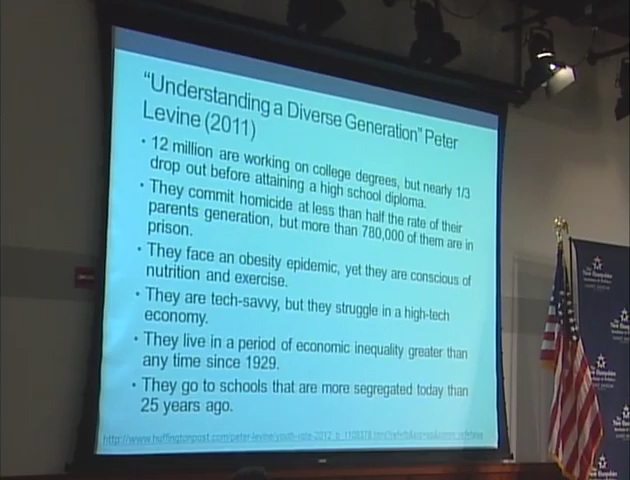 "Understanding a Diverse Generation" Peter
Levine (2011)
• 12 million are working on college degrees, but nearly 1/3
drop out before attaining a high school diploma.
• They commit homicide at less than half the rate of their
parents generation, but more than 780,000 of them are in
prison.
• They face an obesity epidemic, yet they are conscious of
nutrition and exercise.
• They are tech-savvy, but they struggle in a high-tech
economy.
• They live in a period of economic inequality greater than
any time since 1929.
• They go to schools that are more segregated today than
25 years ago.
New Hampshire